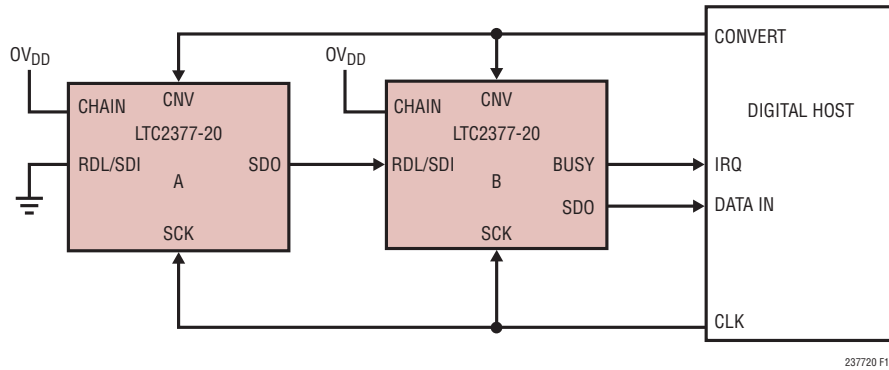 CONVERT
OVDD
OVDD
CHAIN
CNV
CHAIN
CNV
DIGITAL HOST
LTC2377-20
LTC2377-20
RDL/SDI
SDO
RDL/SDI
BUSY
IRQ
A
B
SDO
DATA IN
SCK
SCK
CLK
237720 F1